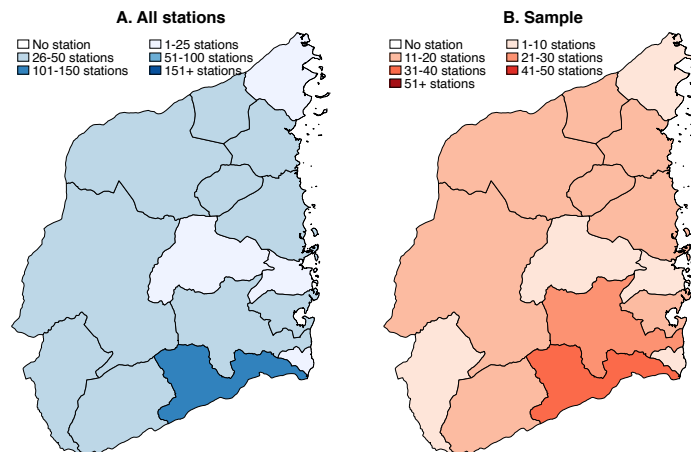 A. All stations
No station
1-25 stations
26-50 stations
51-100 stations
101-150 stations
151+ stations
B. Sample
No station
1-10 stations
11-20 stations
21-30 stations
31-40 stations
41-50 stations
51+ stations